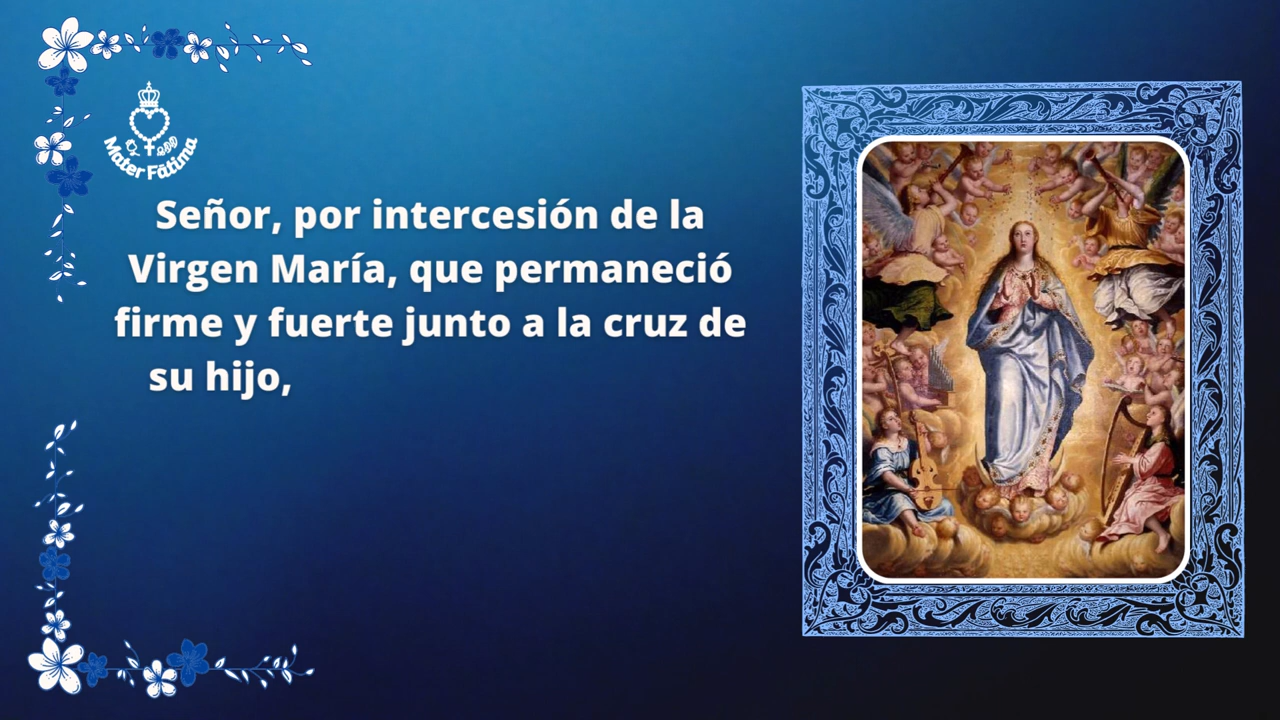 Mater Fátima
Señor, por intercesión de la
Virgen María, que permaneció
firme y fuerte junto a la cruz de
su hijo,